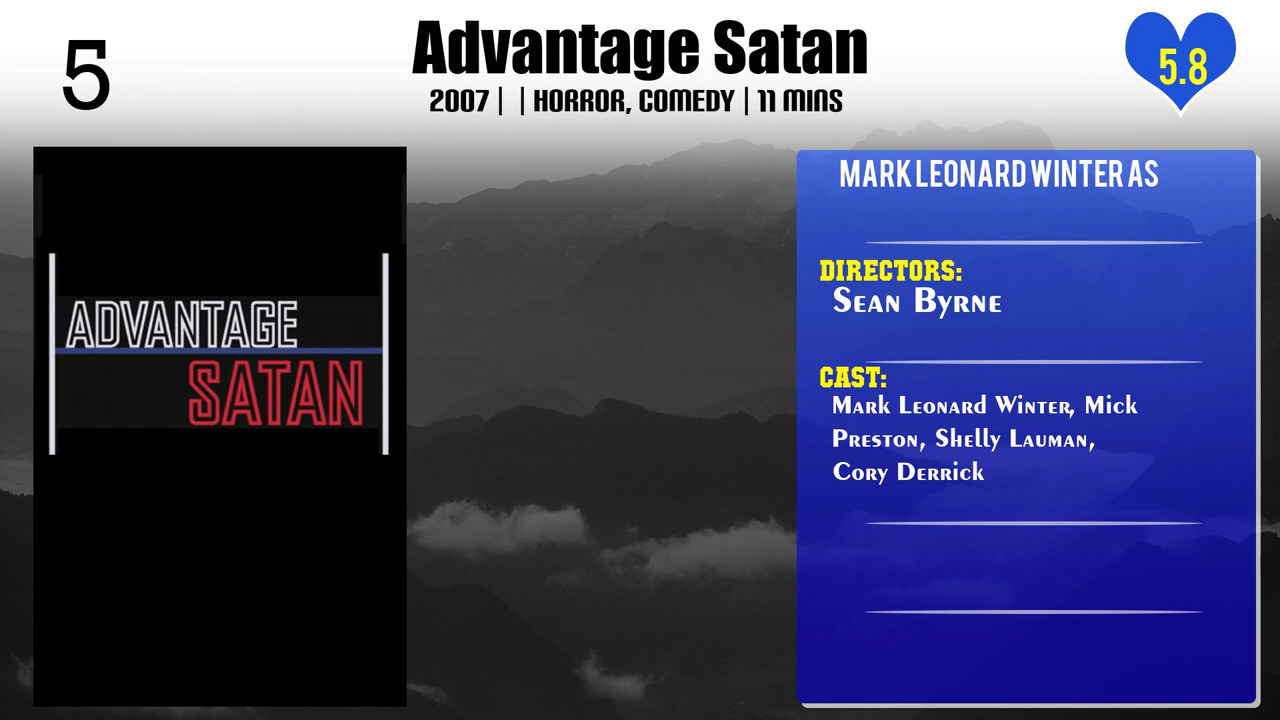 5
Advantage Satan
2007 | | HORROR, COMEDY | 11 MINS
5.8
ADVANTAGE
SATAN
MARK LEONARD WINTER AS
DIRECTORS:
Sean Byrne
CAST:
Mark Leonard Winter, Mick
Preston, Shelly Lauman,
Cory Derrick